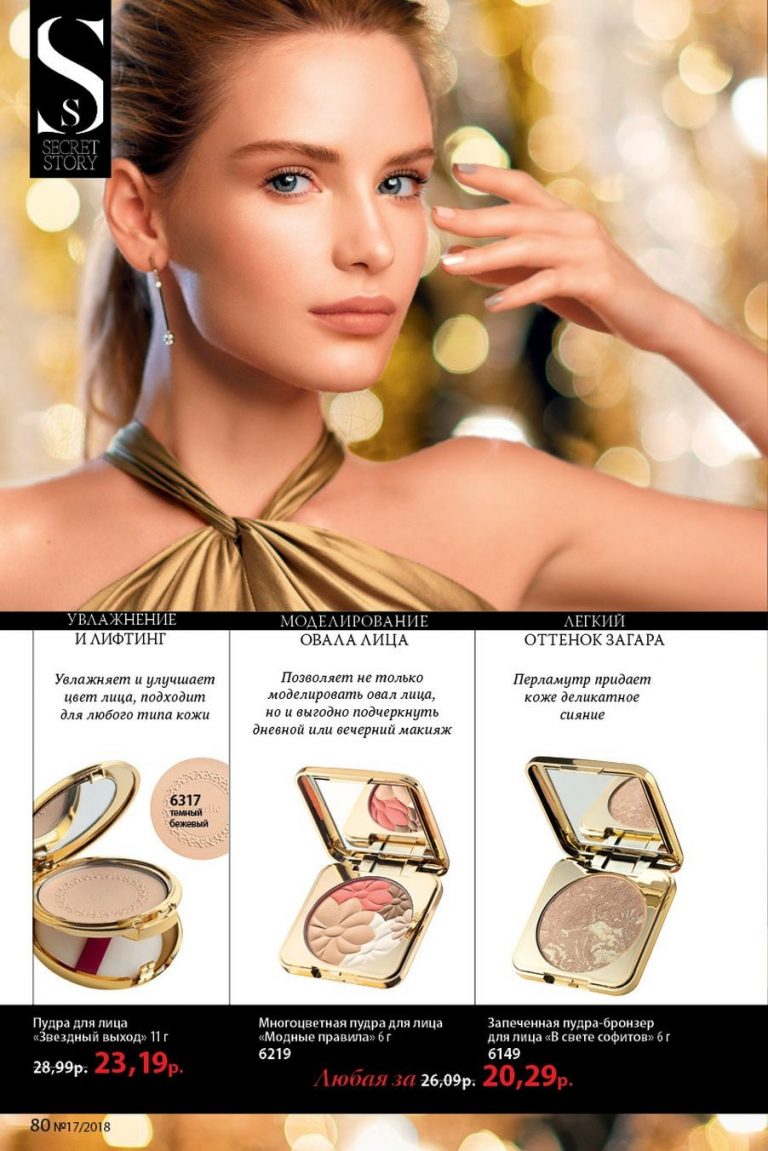 S
S
SECRET
STORY
УВЛАЖНЕНИЕ
И ЛИФТИНГ
Увлажняет и улучшает
цвет лица, подходит
для любого типа кожи
6317
темный
бежевый
Пудра для лица
«Звездный выход» 11 г
28,99р. 23,19р.
МОДЕЛИРОВАНИЕ
ОВАЛА ЛИЦА
Позволяет не только
моделировать овал лица,
но и выгодно подчеркнуть
дневной или вечерний макияж
Многоцветная пудра для лица
«Модные правила» 6 г
6219
ЛЕГКИЙ
ОТТЕНОК ЗАГАРА
Перламутр придает
коже деликатное
сияние
Запеченная пудра-бронзер
для лица «В свете софитов» 6 г
6149
Любая за 26,09р. 20,29р.
80 №17/2018